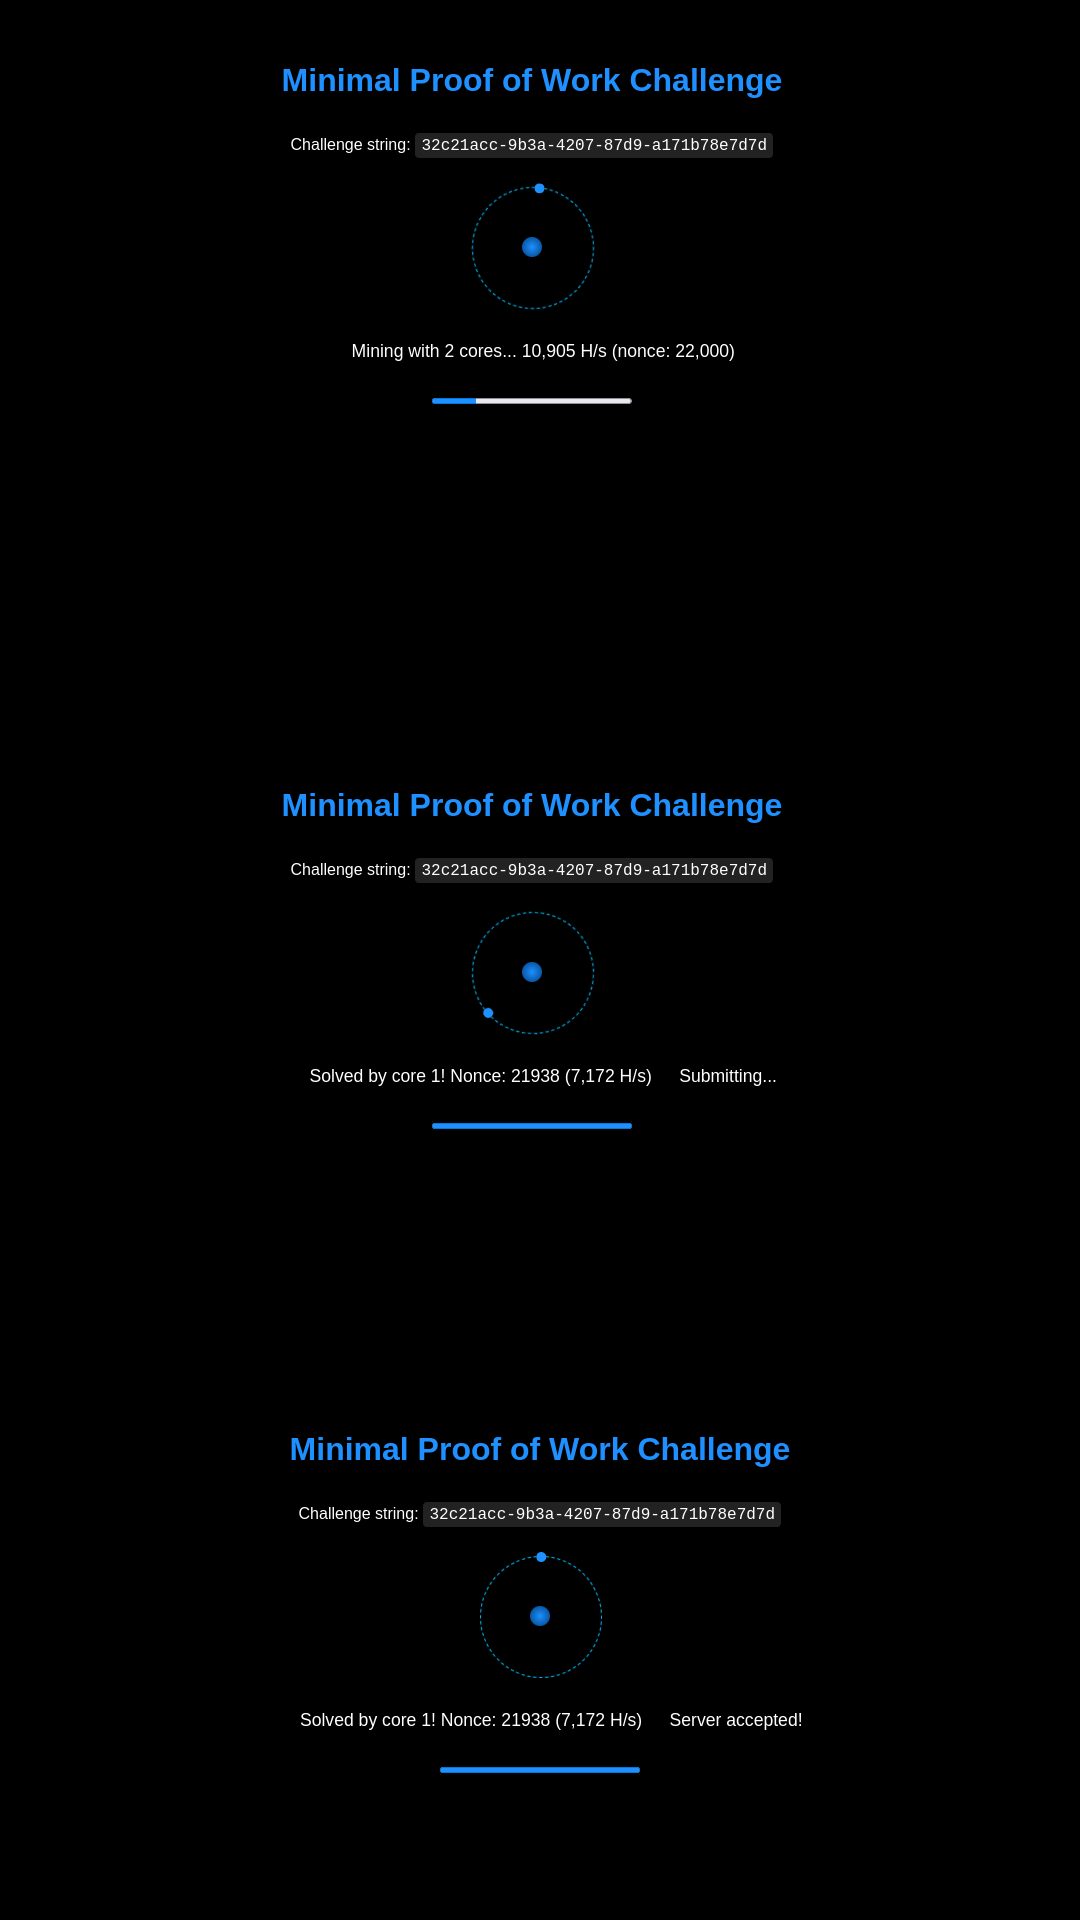 Minimal Proof of Work Challenge
Challenge string: 32c21acc-9b3a-4207-87d9-a171b78e7d7d
Mining with 2 cores... 10,905 H/s (nonce: 22,000)
Minimal Proof of Work Challenge
Challenge string: 32c21acc-9b3a-4207-87d9-a171b78e7d7d
Solved by core 1! Nonce: 21938 (7,172 H/s) Submitting...
Minimal Proof of Work Challenge
Challenge string: 32c21acc-9b3a-4207-87d9-a171b78e7d7d
Solved by core 1! Nonce: 21938 (7,172 H/s) Server accepted!